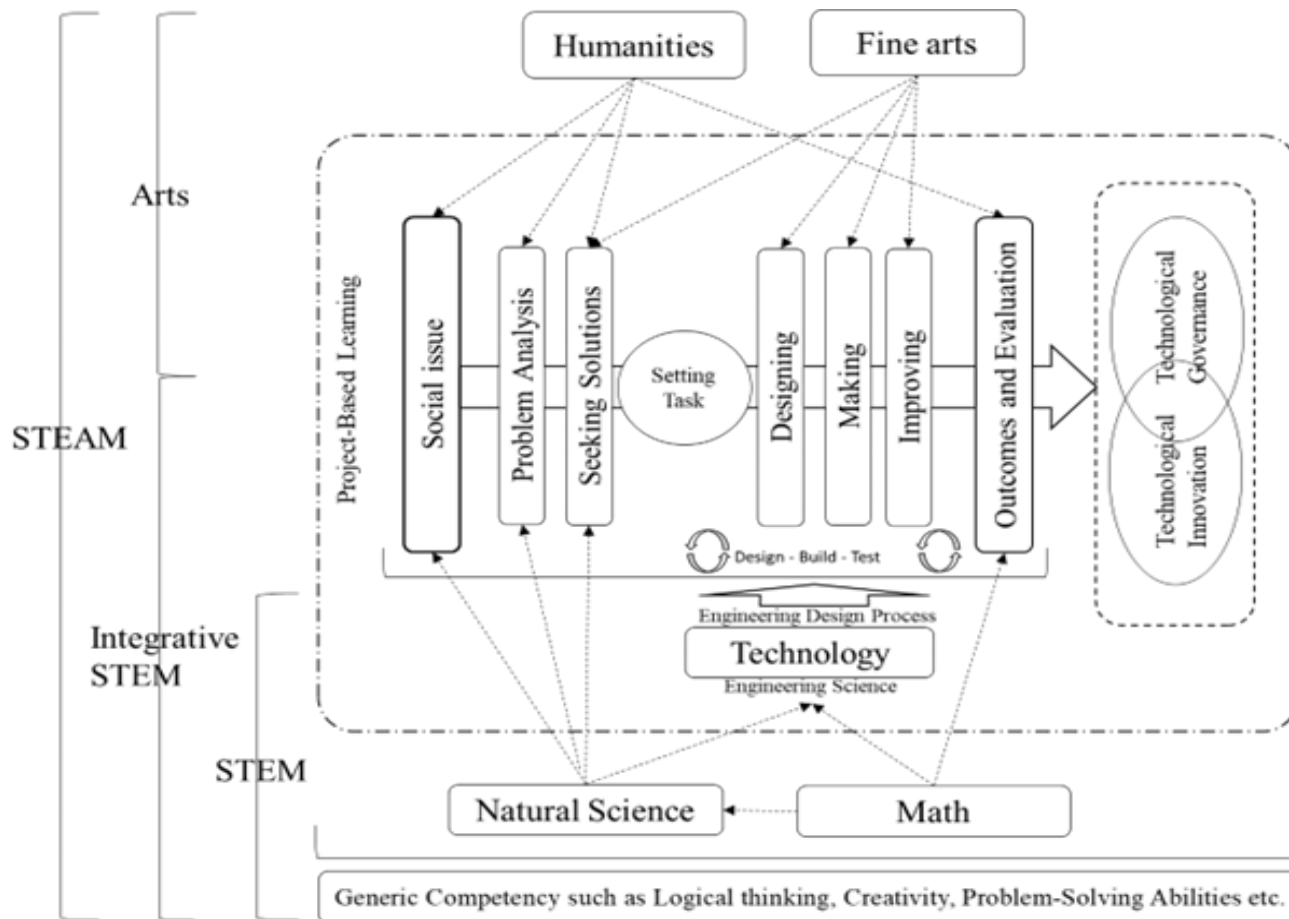 Humanities
Fine arts
Arts
STEAM
Integrative
STEM
STEM
Project-Based Learning
Social issue
Problem Analysis
Seeking Solutions
Setting
Task
Designing
Making
Improving
Outcomes and Evaluation
Technological
Governance
Technological
Innovation
Design - Build - Test
Engineering Design Process
Technology
Engineering Science
Natural Science
Math
Generic Competency such as Logical thinking, Creativity, Problem-Solving Abilities etc.